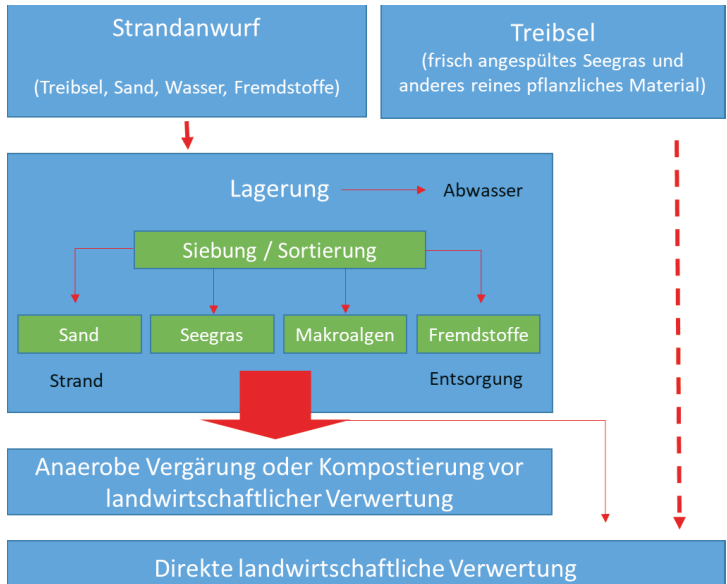 Strandanwurf
(Treibsel, Sand, Wasser, Fremdstoffe)
Treibsel
(frisch angespültes Seegras und
anderes reines pflanzliches Material)
Lagerung
Abwasser
Siebung / Sortierung
Sand
Seegras
Makroalgen
Fremdstoffe
Strand
Entsorgung
Anaerobe Vergärung oder Kompostierung vor
landwirtschaftlicher Verwertung
Direkte landwirtschaftliche Verwertung